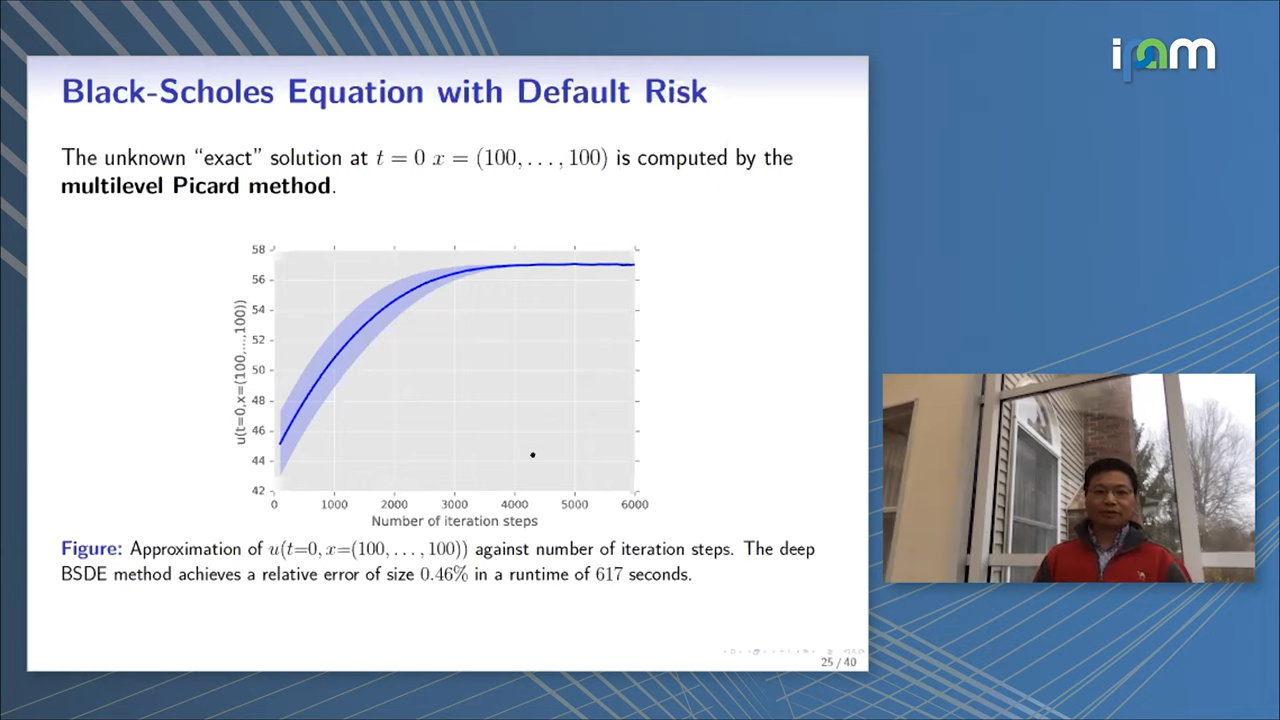 ipam
Black-Scholes Equation with Default Risk
The unknown “exact” solution at t = 0 x = (100, . . . , 100) is computed by the
multilevel Picard method.
58
56
54
52
50
48
46
44
42
u(t=0,x=(100,...,100))
0 1000 2000 3000 4000 5000 6000
Number of iteration steps
Figure: Approximation of u(t=0, x=(100, . . . , 100)) against number of iteration steps. The deep
BSDE method achieves a relative error of size 0.46% in a runtime of 617 seconds.
25 / 40